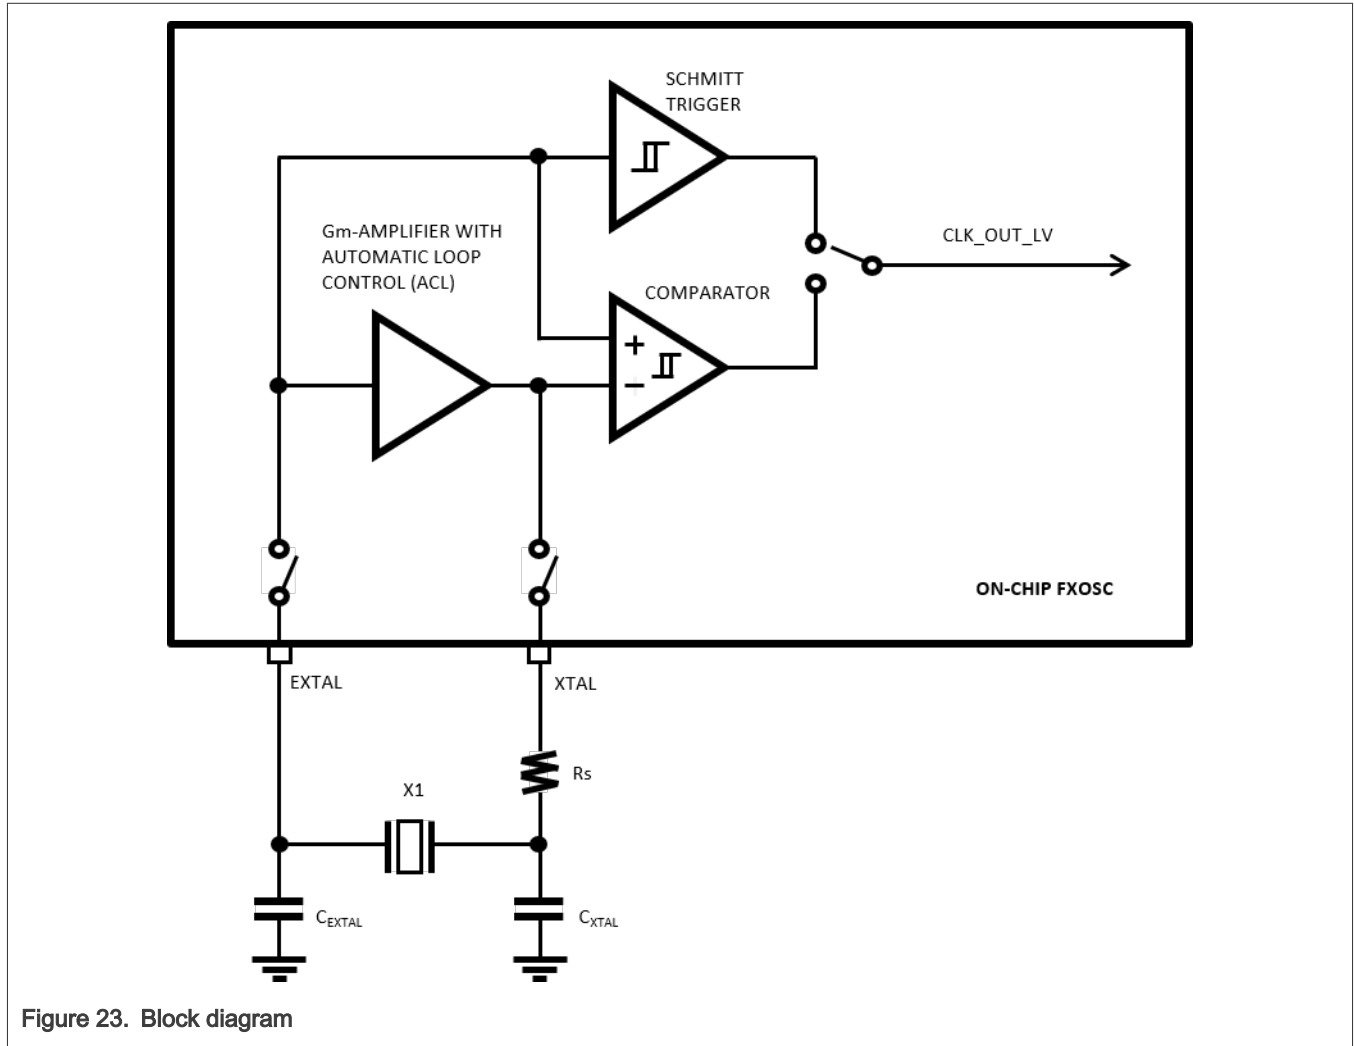 SCHMITT
TRIGGER
Gm-AMPLIFIER WITH
AUTOMATIC LOOP
CONTROL (ACL)
CLK_OUT_LV
COMPARATOR
+
−
ON-CHIP FXOSC
EXTAL
XTAL
Rs
X1
CEXTAL
CXTAL
Figure 23. Block diagram